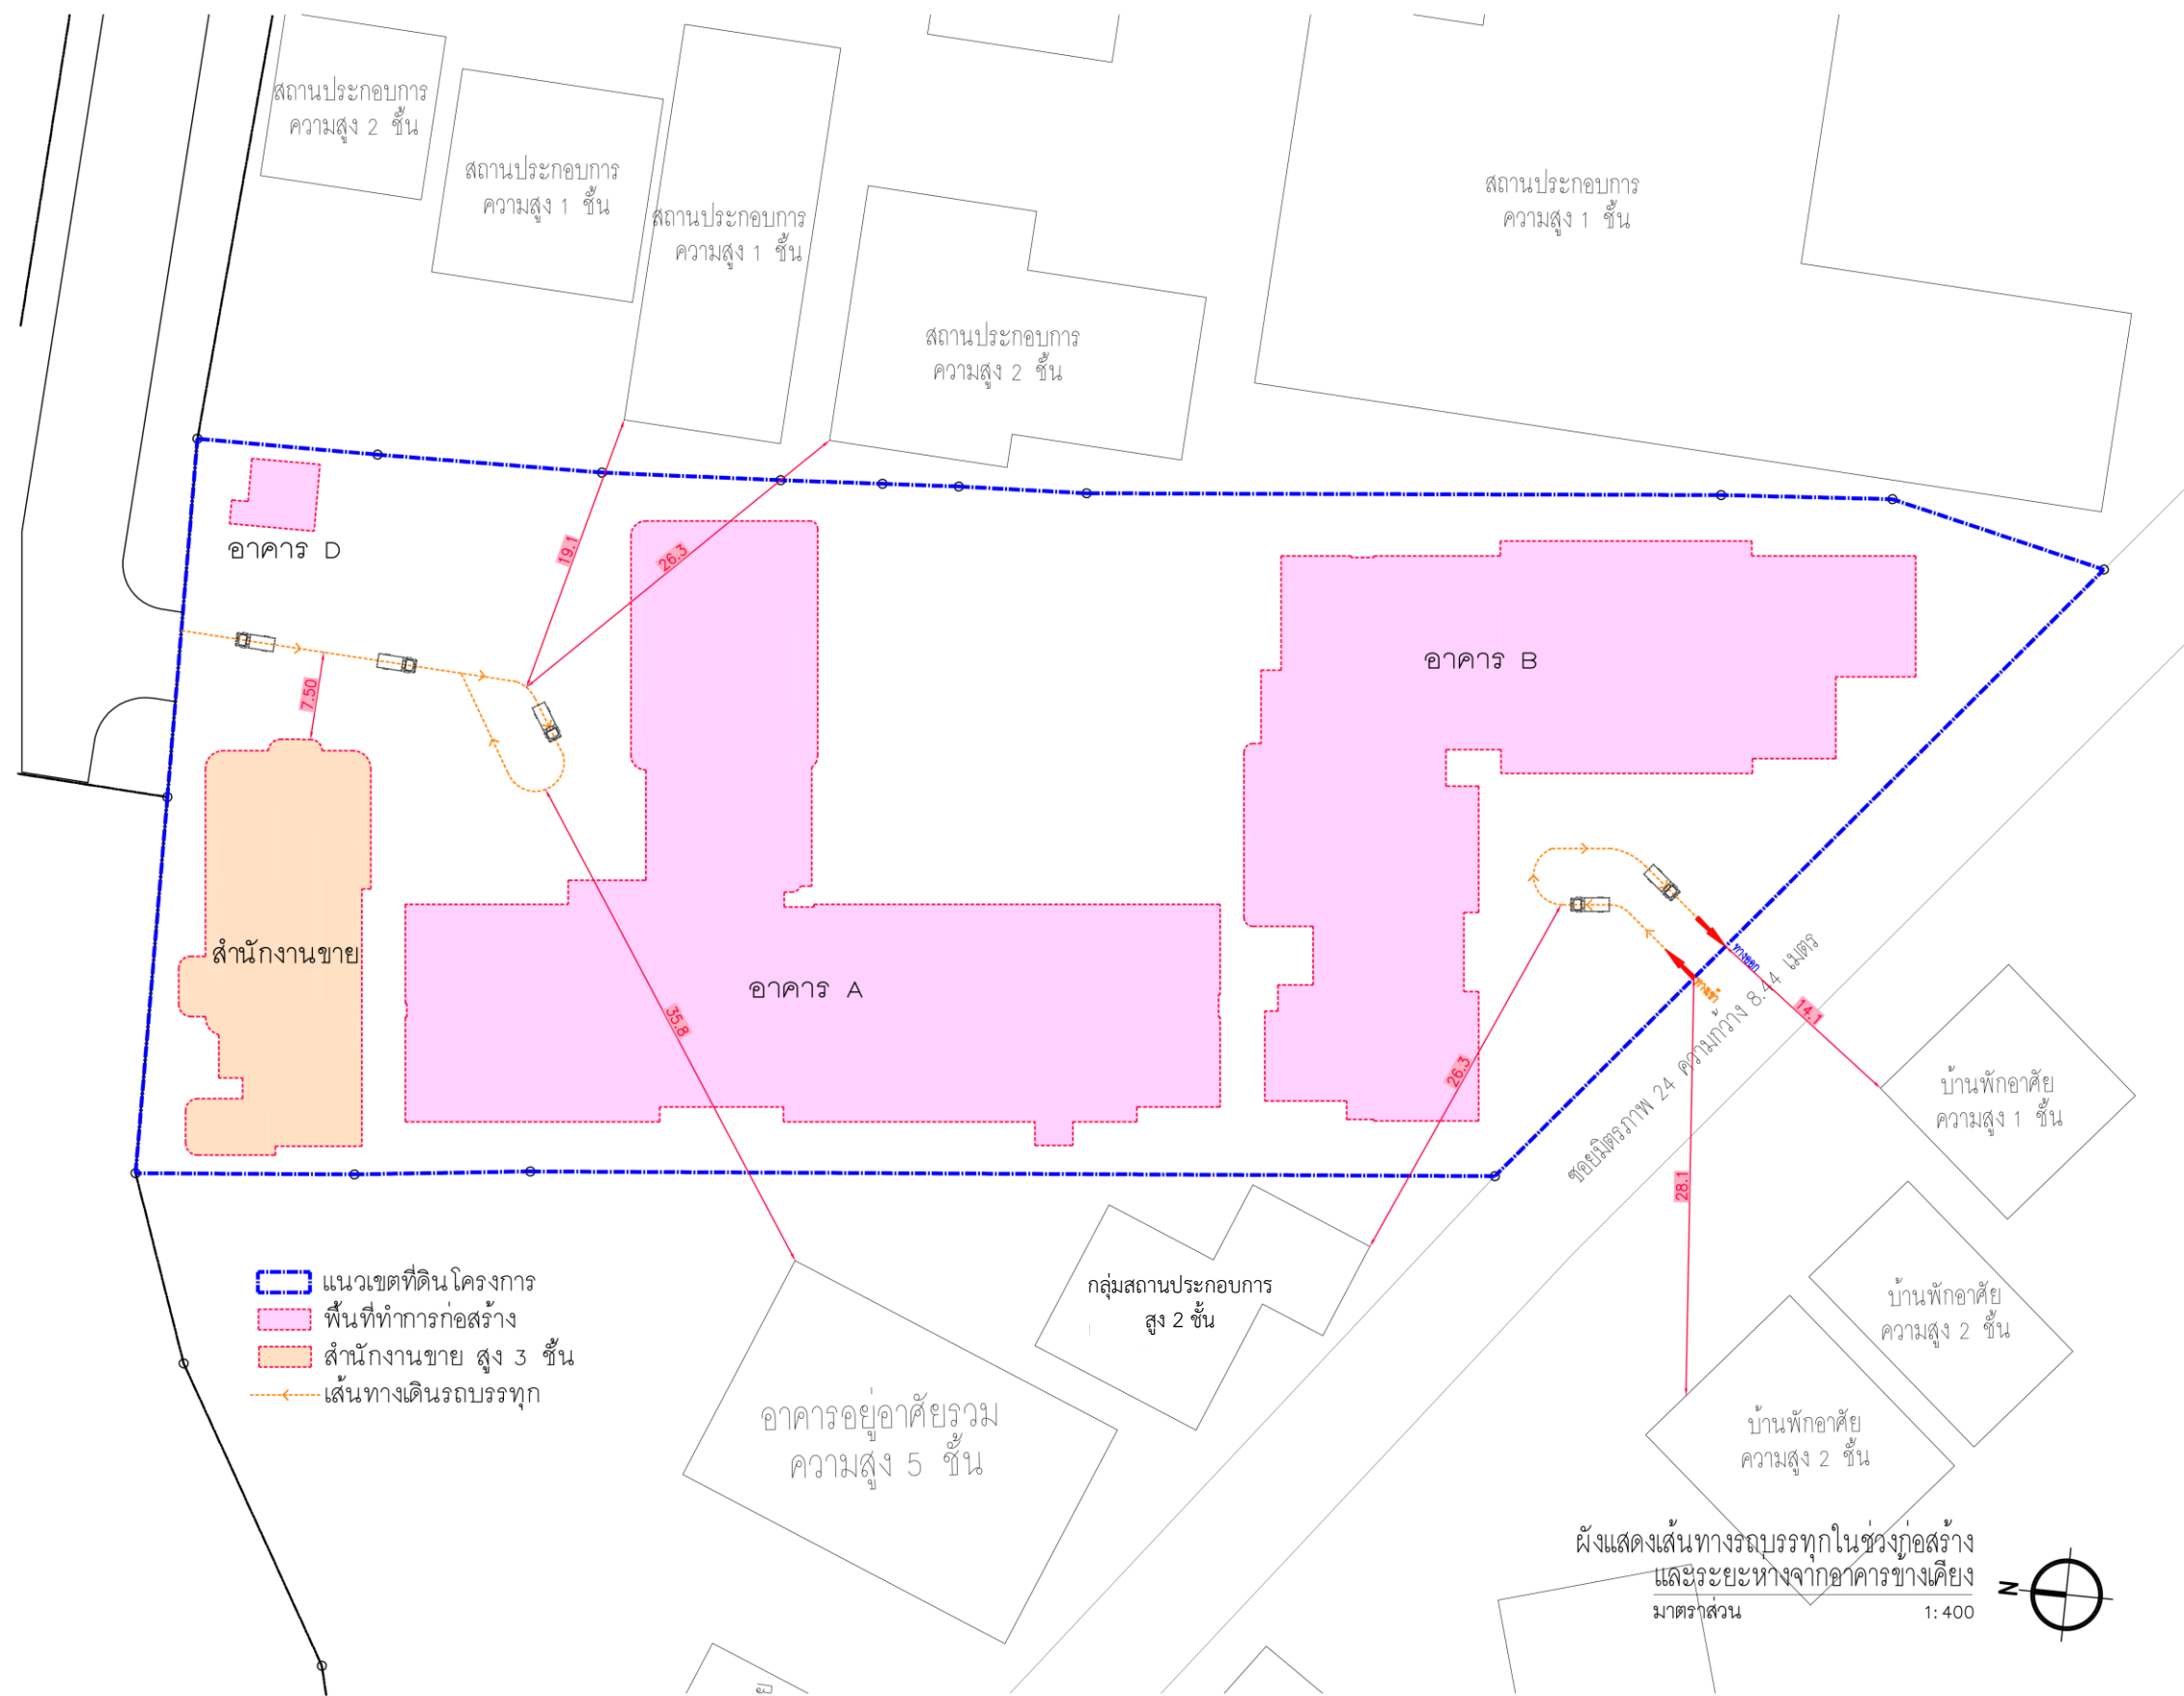 สถานประกอบการ
ความสูง 2 ชั้น
สถานประกอบการ
ความสูง 1 ชั้น
สถานประกอบการ
ความสูง 1 ชั้น
สถานประกอบการ
ความสูง 1 ชั้น
สถานประกอบการ
ความสูง 2 ชั้น
อาคาร D
19.1
26.3
7.50
อาคาร B
สำนักงานขาย
อาคาร A
35.8
26.3
ทางออก
ทางเข้า
14.1
ซอยมิตรภาพ 24 ความกว้าง 8.44 เมตร
28.1
บ้านพักอาศัย
ความสูง 1 ชั้น
บ้านพักอาศัย
ความสูง 2 ชั้น
บ้านพักอาศัย
ความสูง 2 ชั้น
กลุ่มสถานประกอบการ
สูง 2 ชั้น
อาคารอยู่อาศัยรวม
ความสูง 5 ชั้น
แนวเขตที่ดินโครงการ
พื้นที่ทำการก่อสร้าง
สำนักงานขาย สูง 3 ชั้น
เส้นทางเดินรถบรรทุก
ผังแสดงเส้นทางรถบรรทุกในช่วงก่อสร้าง
และระยะห่างจากอาคารข้างเคียง
มาตราส่วน 1:400
N